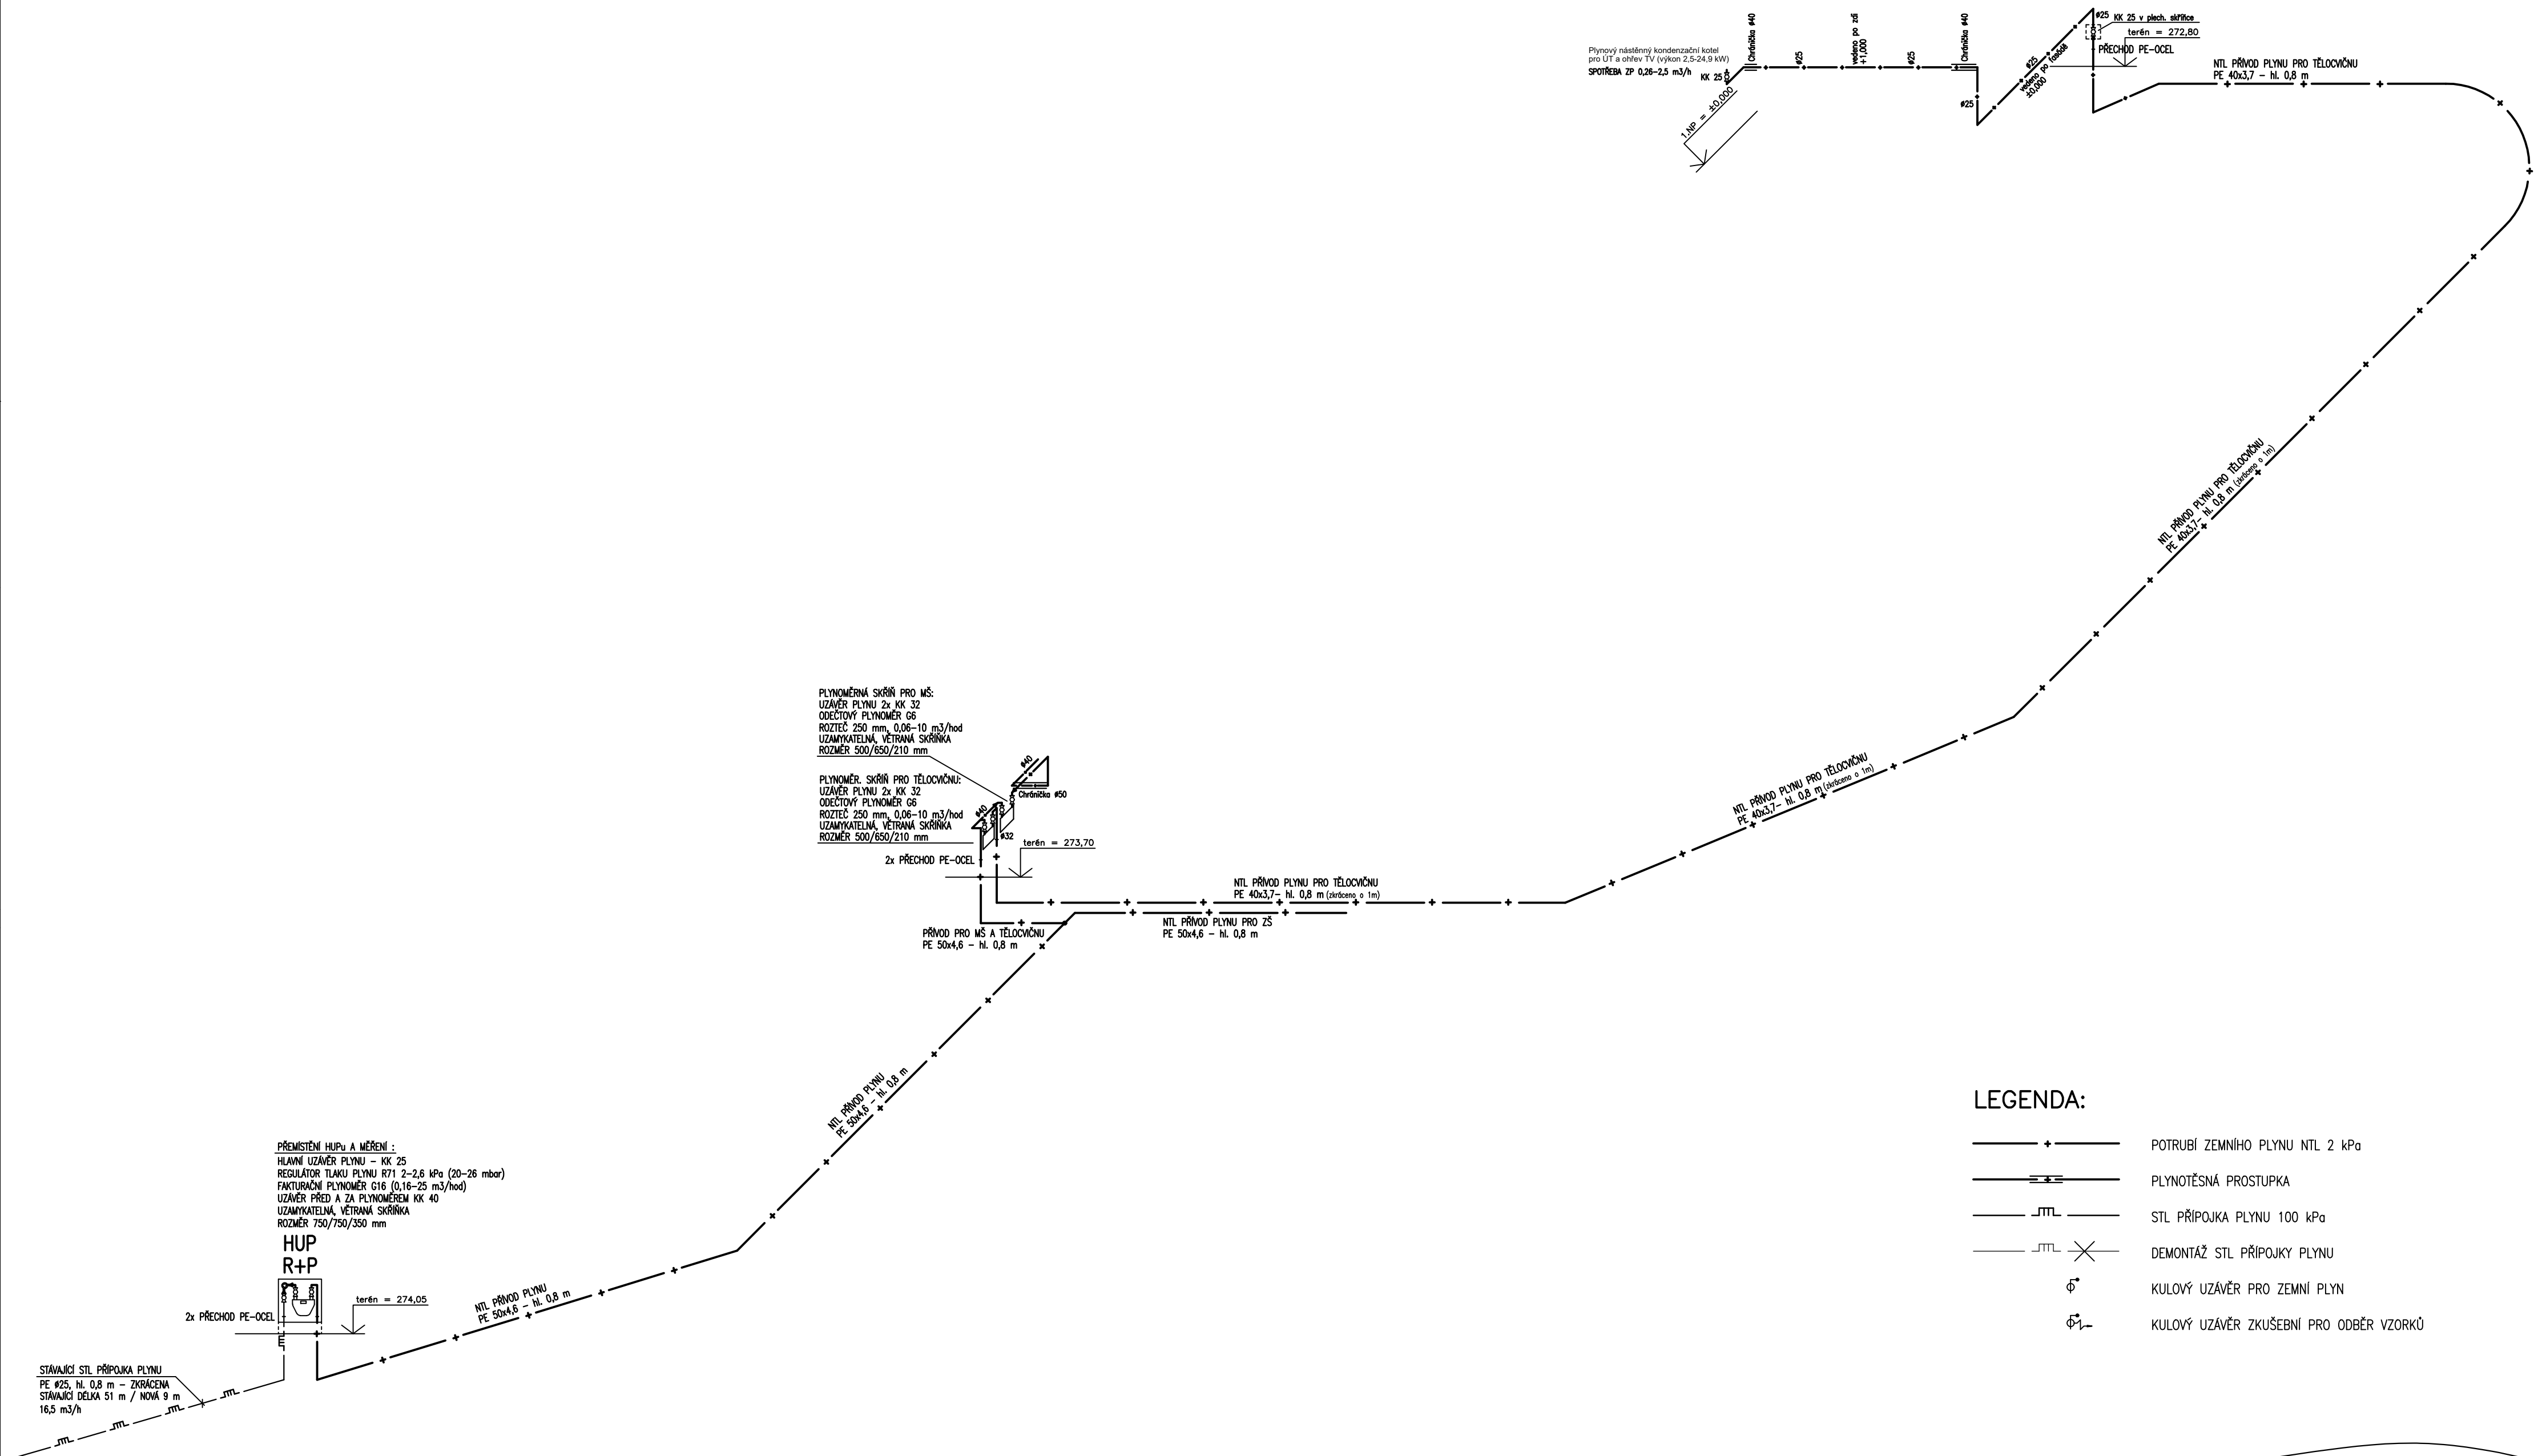 Plynový nástěnný kondenzační kotel
pro ÚT a ohřev TV (výkon 2,5-24,9 kW)
SPOTŘEBA ZP 0,26-2,5 m3/h
KK 25
1.NP = ±0,000
Chránička ø40
ø25
vedeno po zdi
+1,000
ø25
Chránička ø40
ø25
ø25
vedeno po fasádě
±0,000
ø25
KK 25 v plech. skříňce
terén = 272,80
PŘECHOD PE-OCEL
NTL PŘÍVOD PLYNU PRO TĚLOCVIČNU
PE 40x3,7 - hl. 0,8 m
NTL PŘÍVOD PLYNU PRO TĚLOCVIČNU
PE 40x3,7- hl. 0,8 m (zkráceno o 1m)
NTL PŘÍVOD PLYNU PRO TĚLOCVIČNU
PE 40x3,7- hl. 0,8 m (zkráceno o 1m)
PLYNOMĚRNÁ SKŘÍŇ PRO MŠ:
UZÁVĚR PLYNU 2x KK 32
ODEČTOVÝ PLYNOMĚR G6
ROZTEČ 250 mm, 0,06-10 m3/hod
UZAMYKATELNÁ, VĚTRANÁ SKŘÍŇKA
ROZMĚR 500/650/210 mm
PLYNOMĚR. SKŘÍŇ PRO TĚLOCVIČNU:
UZÁVĚR PLYNU 2x KK 32
ODEČTOVÝ PLYNOMĚR G6
ROZTEČ 250 mm, 0,06-10 m3/hod
UZAMYKATELNÁ, VĚTRANÁ SKŘÍŇKA
ROZMĚR 500/650/210 mm
ø40
Chránička ø50
ø40
ø32
terén = 273,70
2x PŘECHOD PE-OCEL
NTL PŘÍVOD PLYNU PRO TĚLOCVIČNU
PE 40x3,7- hl. 0,8 m (zkráceno o 1m)
NTL PŘÍVOD PLYNU PRO ZŠ
PE 50x4,6 - hl. 0,8 m
PŘÍVOD PRO MŠ A TĚLOCVIČNU
PE 50x4,6 - hl. 0,8 m
NTL PŘÍVOD PLYNU
PE 50x4,6 - hl. 0,8 m
PŘEMÍSTĚNÍ HUPu A MĚŘENÍ :
HLAVNÍ UZÁVĚR PLYNU - KK 25
REGULÁTOR TLAKU PLYNU R71 2-2,6 kPa (20-26 mbar)
FAKTURAČNÍ PLYNOMĚR G16 (0,16-25 m3/hod)
UZÁVĚR PŘED A ZA PLYNOMĚREM KK 40
UZAMYKATELNÁ, VĚTRANÁ SKŘÍŇKA
ROZMĚR 750/750/350 mm
HUP
R+P
terén = 274,05
2x PŘECHOD PE-OCEL
NTL PŘÍVOD PLYNU
PE 50x4,6 - hl. 0,8 m
STÁVAJÍCÍ STL PŘÍPOJKA PLYNU
PE ø25, hl. 0,8 m - ZKRÁCENA
STÁVAJÍCÍ DÉLKA 51 m / NOVÁ 9 m
16,5 m3/h
LEGENDA:
POTRUBÍ ZEMNÍHO PLYNU NTL 2 kPa
PLYNOTĚSNÁ PROSTUPKA
STL PŘÍPOJKA PLYNU 100 kPa
DEMONTÁŽ STL PŘÍPOJKY PLYNU
KULOVÝ UZÁVĚR PRO ZEMNÍ PLYN
KULOVÝ UZÁVĚR ZKUŠEBNÍ PRO ODBĚR VZORKŮ